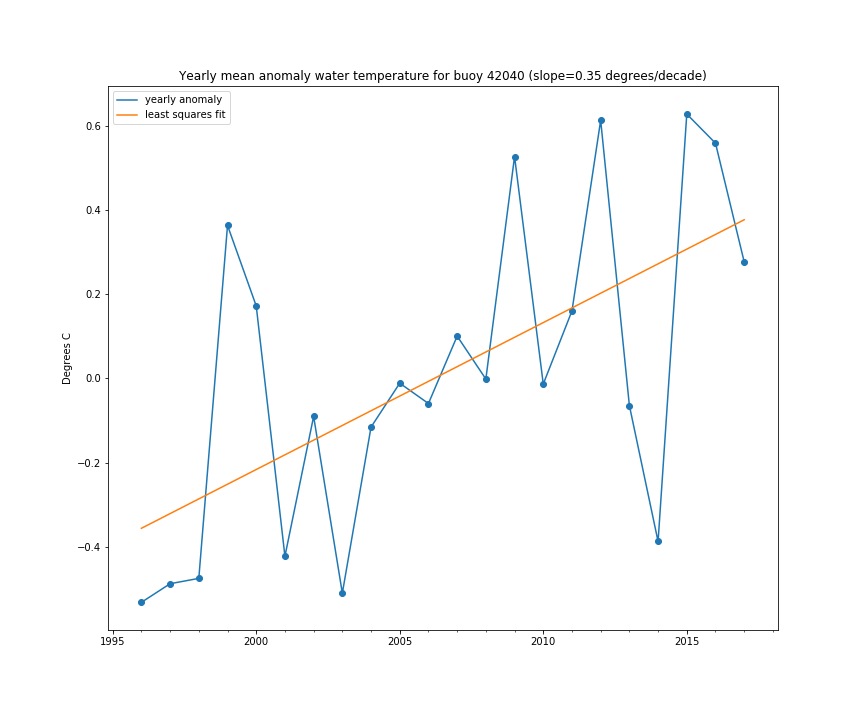 Yearly mean anomaly water temperature for buoy 42040 (slope=0.35 degrees/decade)
yearly anomaly
least squares fit
0.6
0.4
0.2
0.0
−0.2
−0.4
Degrees C
1995
2000
2005
2010
2015